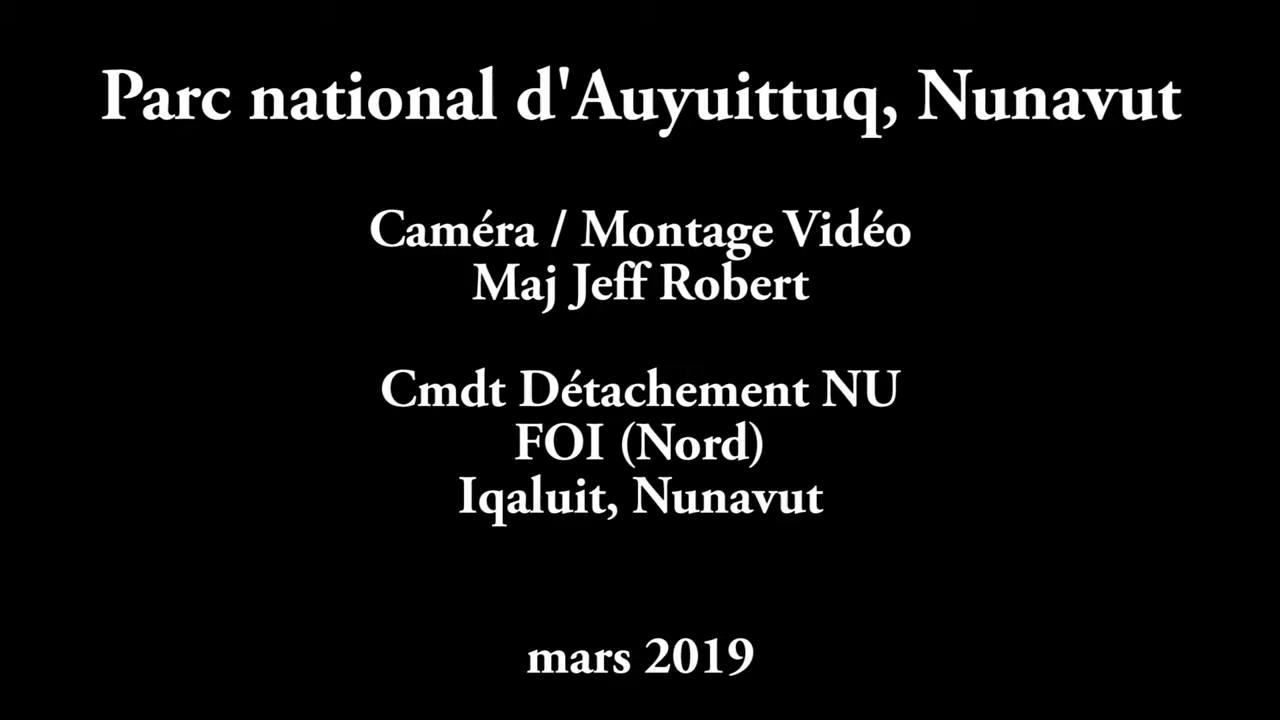 Parc national d'Auyuittuq, Nunavut
Caméra / Montage Vidéo
Maj Jeff Robert
Cmdt Détachement NU
FOI (Nord)
Iqaluit, Nunavut
mars 2019